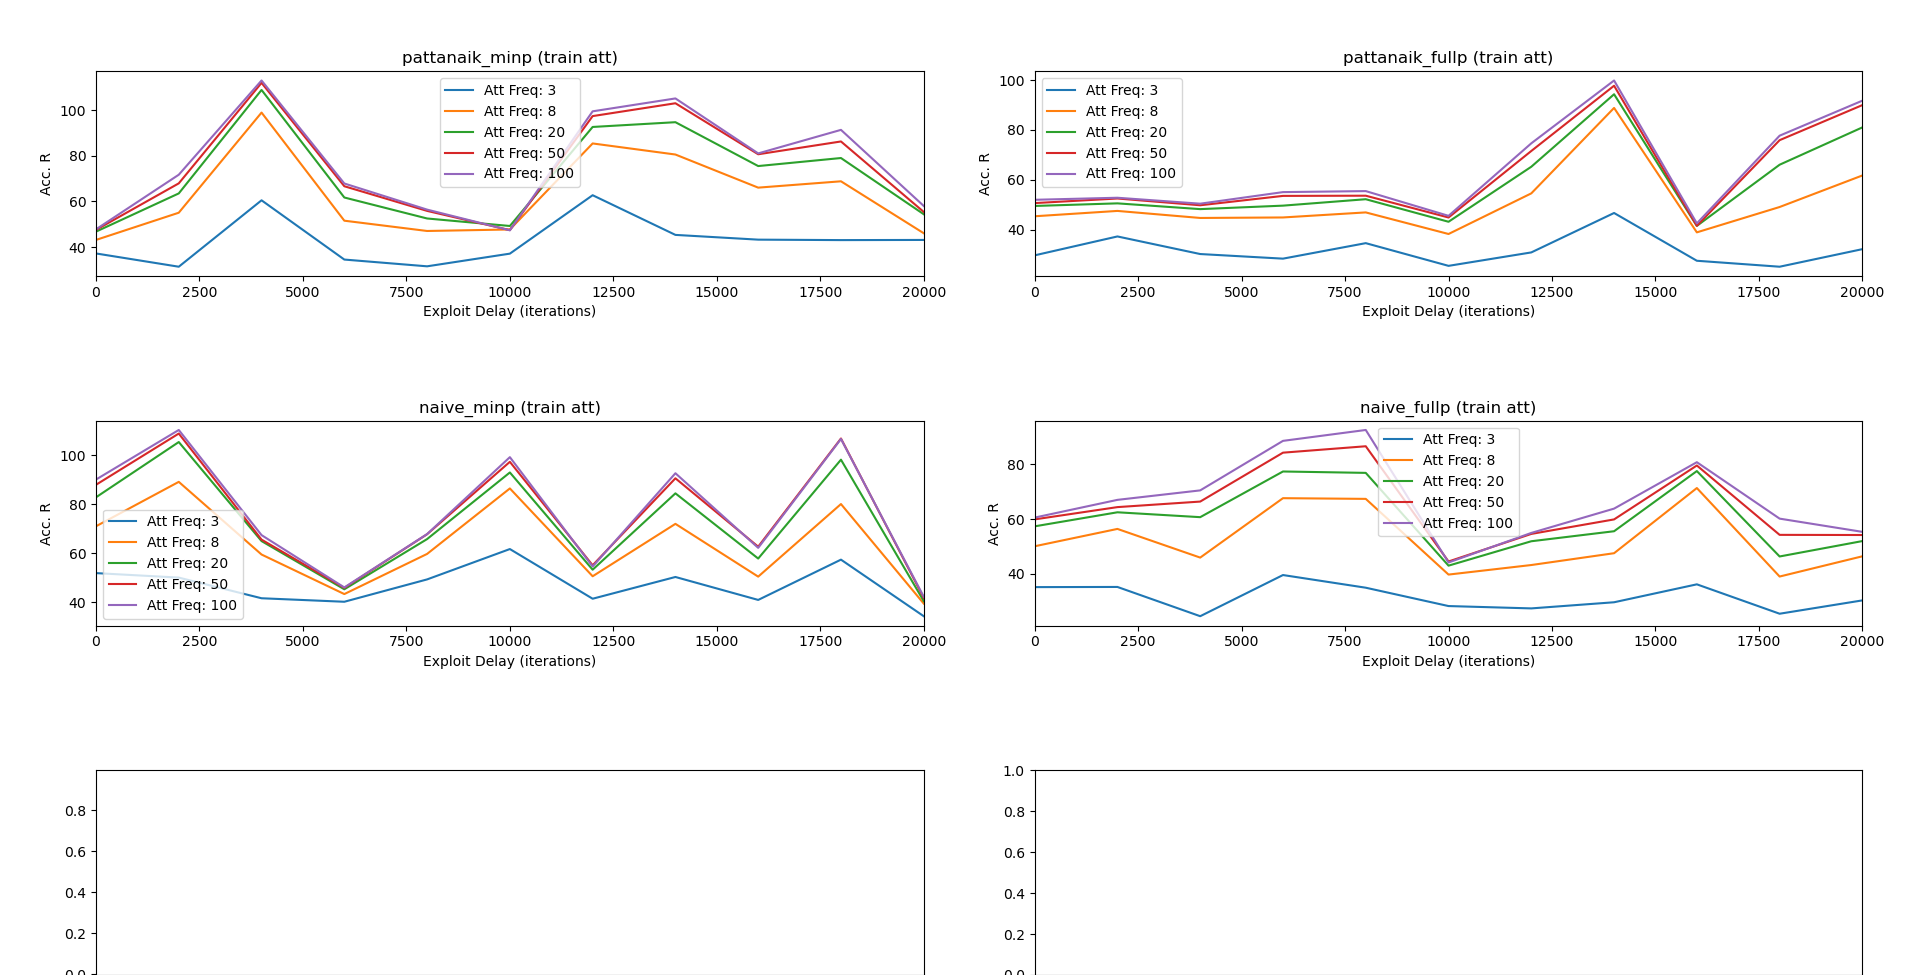 pattanaik_minp (train att)
Acc. R
100
80
60
40
Att Freq: 3
Att Freq: 8
Att Freq: 20
Att Freq: 50
Att Freq: 100
0 2500 5000 7500 10000 12500 15000 17500 20000
Exploit Delay (iterations)
pattanaik_fullp (train att)
Acc. R
100
80
60
40
Att Freq: 3
Att Freq: 8
Att Freq: 20
Att Freq: 50
Att Freq: 100
0 2500 5000 7500 10000 12500 15000 17500 20000
Exploit Delay (iterations)
naive_minp (train att)
Acc. R
100
80
60
40
Att Freq: 3
Att Freq: 8
Att Freq: 20
Att Freq: 50
Att Freq: 100
0 2500 5000 7500 10000 12500 15000 17500 20000
Exploit Delay (iterations)
naive_fullp (train att)
Acc. R
80
60
40
Att Freq: 3
Att Freq: 8
Att Freq: 20
Att Freq: 50
Att Freq: 100
0 2500 5000 7500 10000 12500 15000 17500 20000
Exploit Delay (iterations)
0.8
0.6
0.4
0.2
0.0
1.0
0.8
0.6
0.4
0.2
0.0